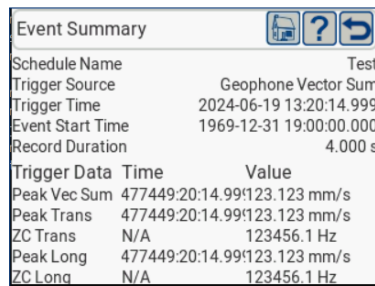 Event Summary
?
Schedule Name Test
Trigger Source Geophone Vector Sum
Trigger Time 2024-06-19 13:20:14.999
Event Start Time 1969-12-31 19:00:00.000
Record Duration 4.000 s
Trigger Data Time Value
Peak Vec Sum 477449:20:14.999 123.123 mm/s
Peak Trans 477449:20:14.999 123.123 mm/s
ZC Trans N/A 123456.1 Hz
Peak Long 477449:20:14.999 123.123 mm/s
ZC Long N/A 123456.1 Hz